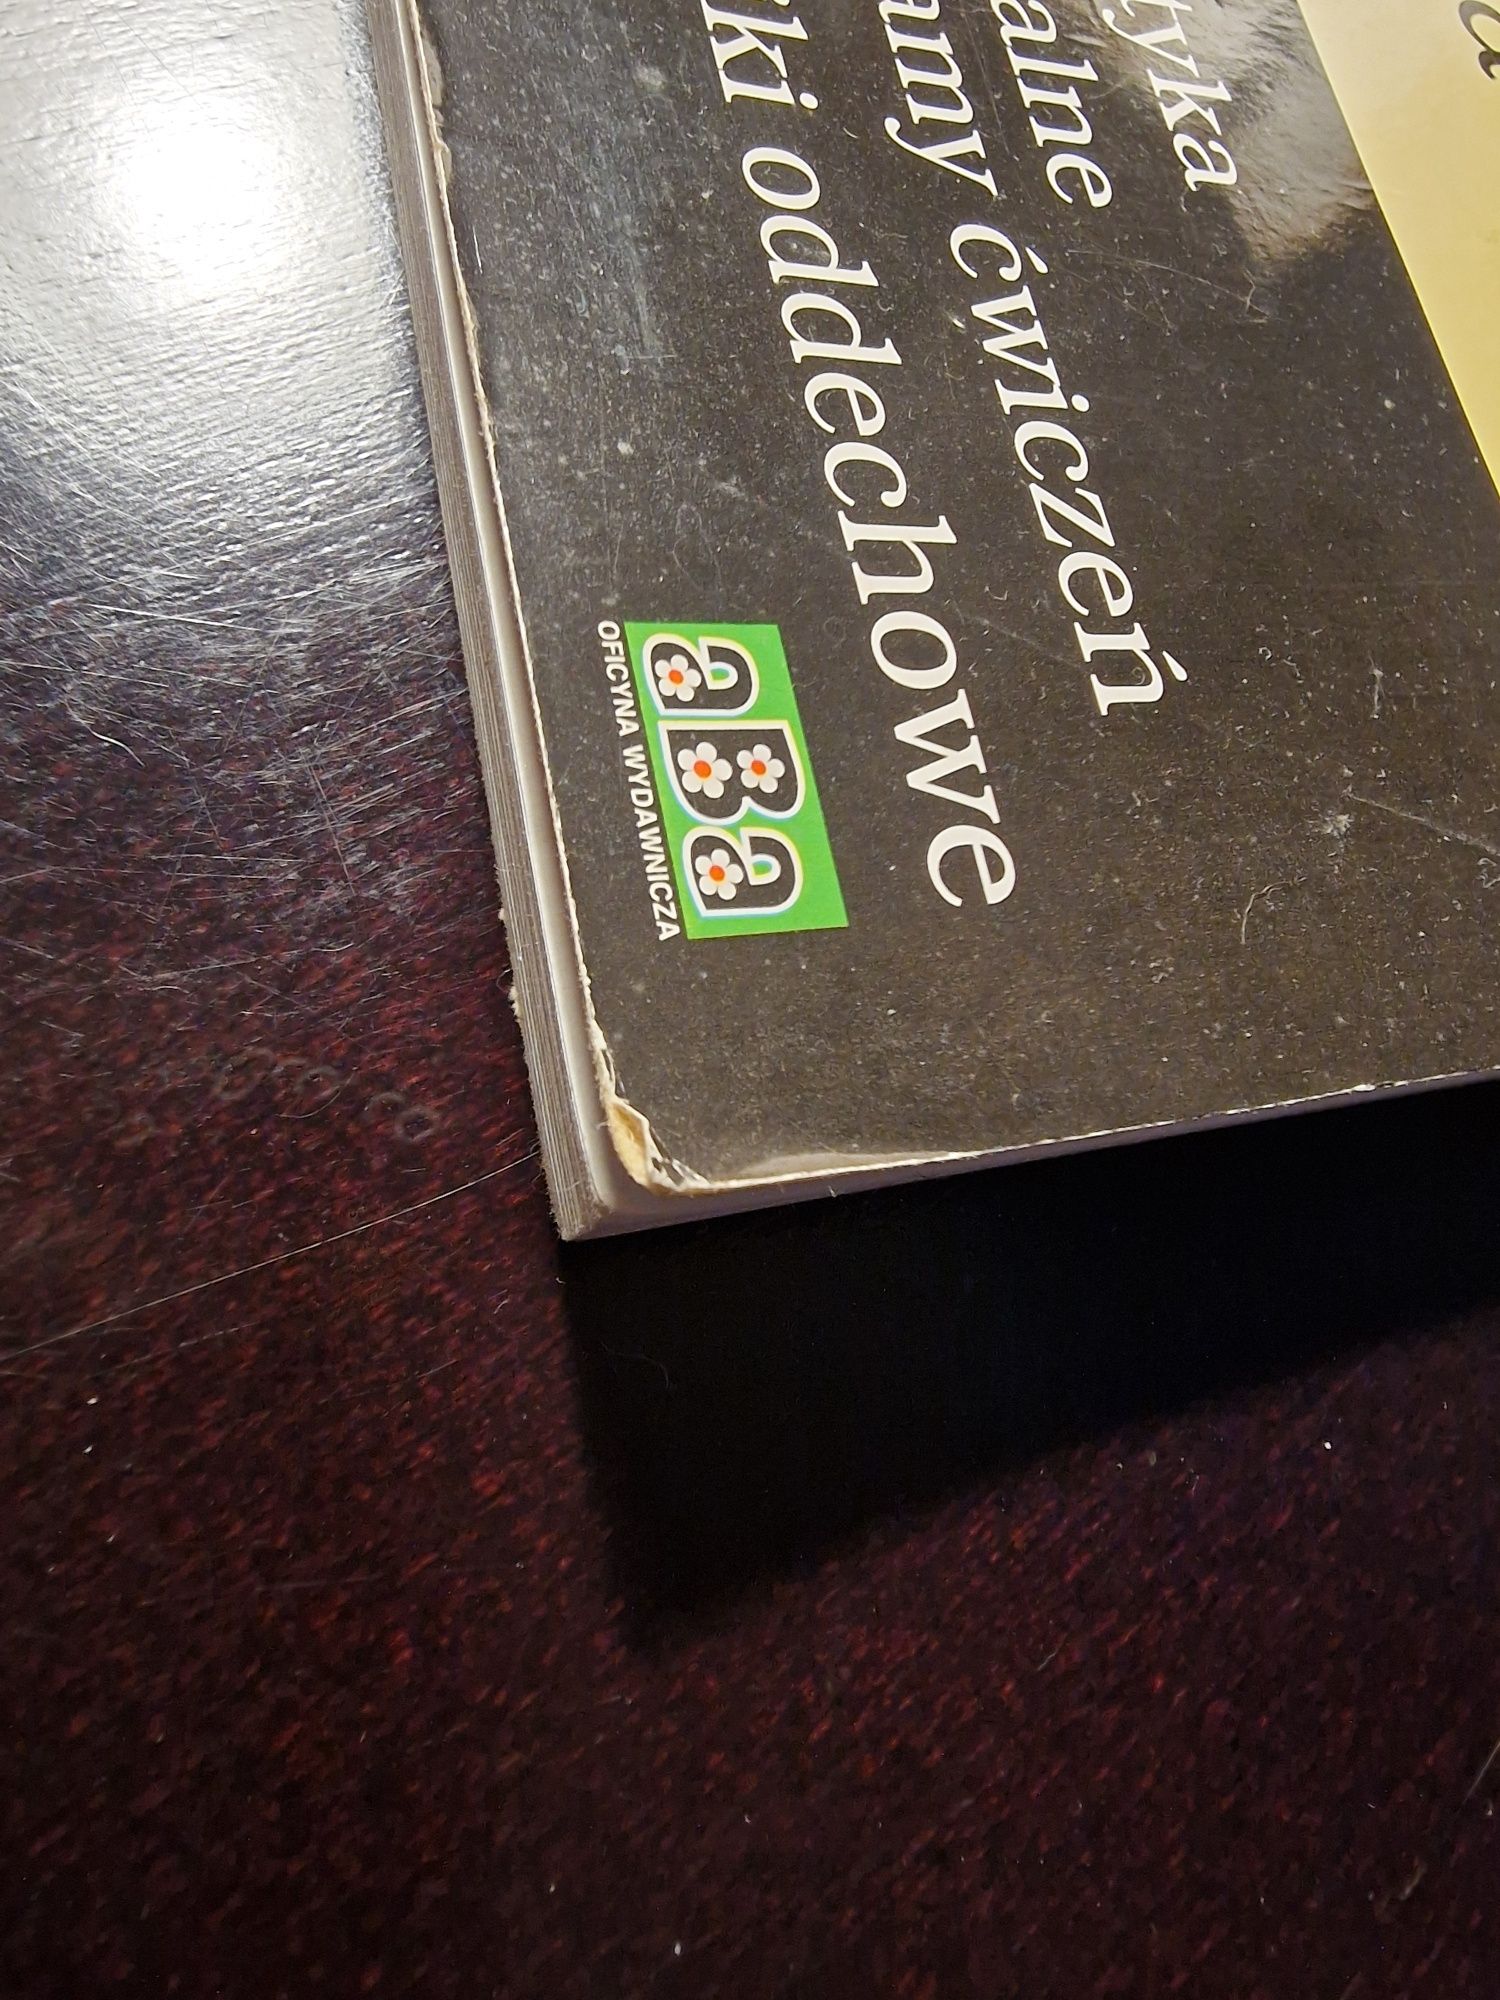 tyka
alne
amy ćwiczeń
ki oddechowe
aBa
OFICYNA WYDAWNICZA